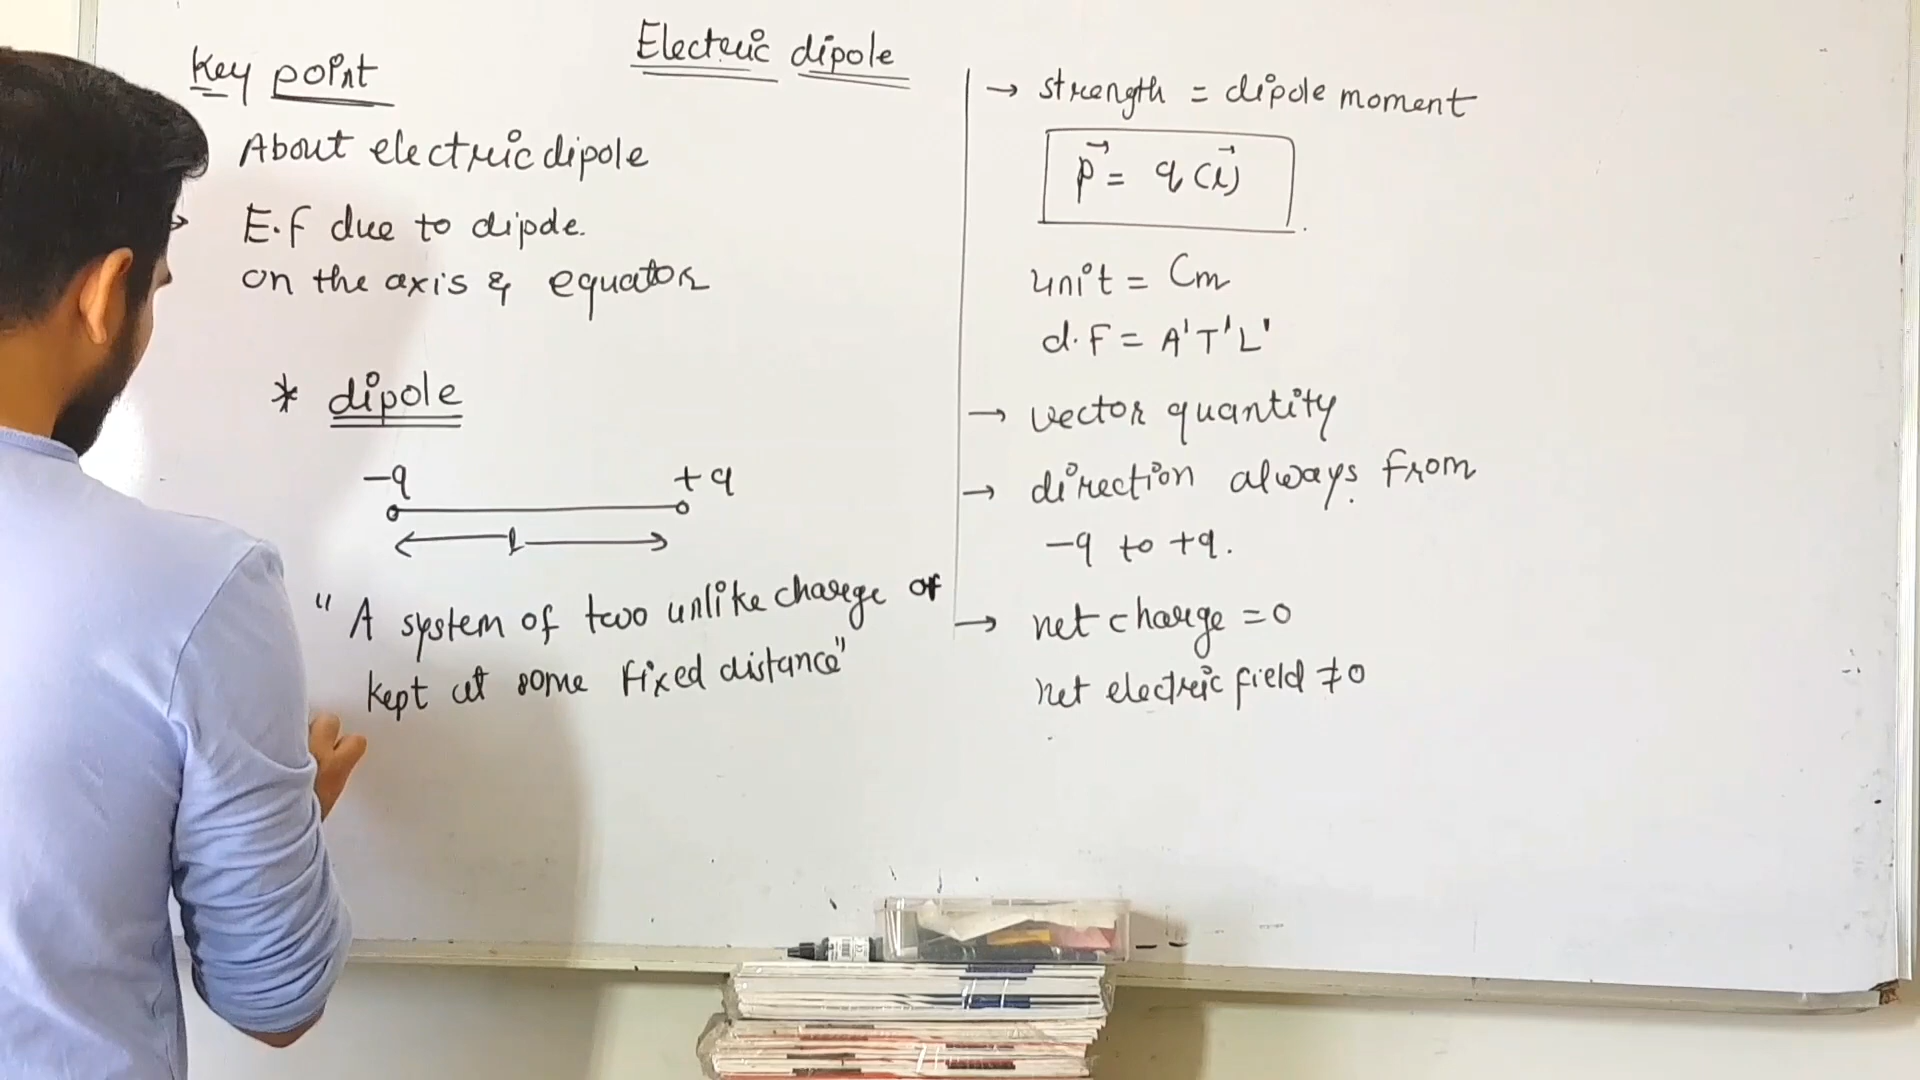 Electric dipole
Key point
About electric dipole
E.f due to dipole.
on the axis & equator
* dipole
-q +q
l
"A system of two unlike charge of
kept at some fixed distance"
→ strength = dipole moment
p⃗ = q (l⃗)
unit = Cm
d.F = A'T'L'
→ vector quantity
→ direction always from
-q to +q.
→ net charge = 0
net electric field ≠ 0